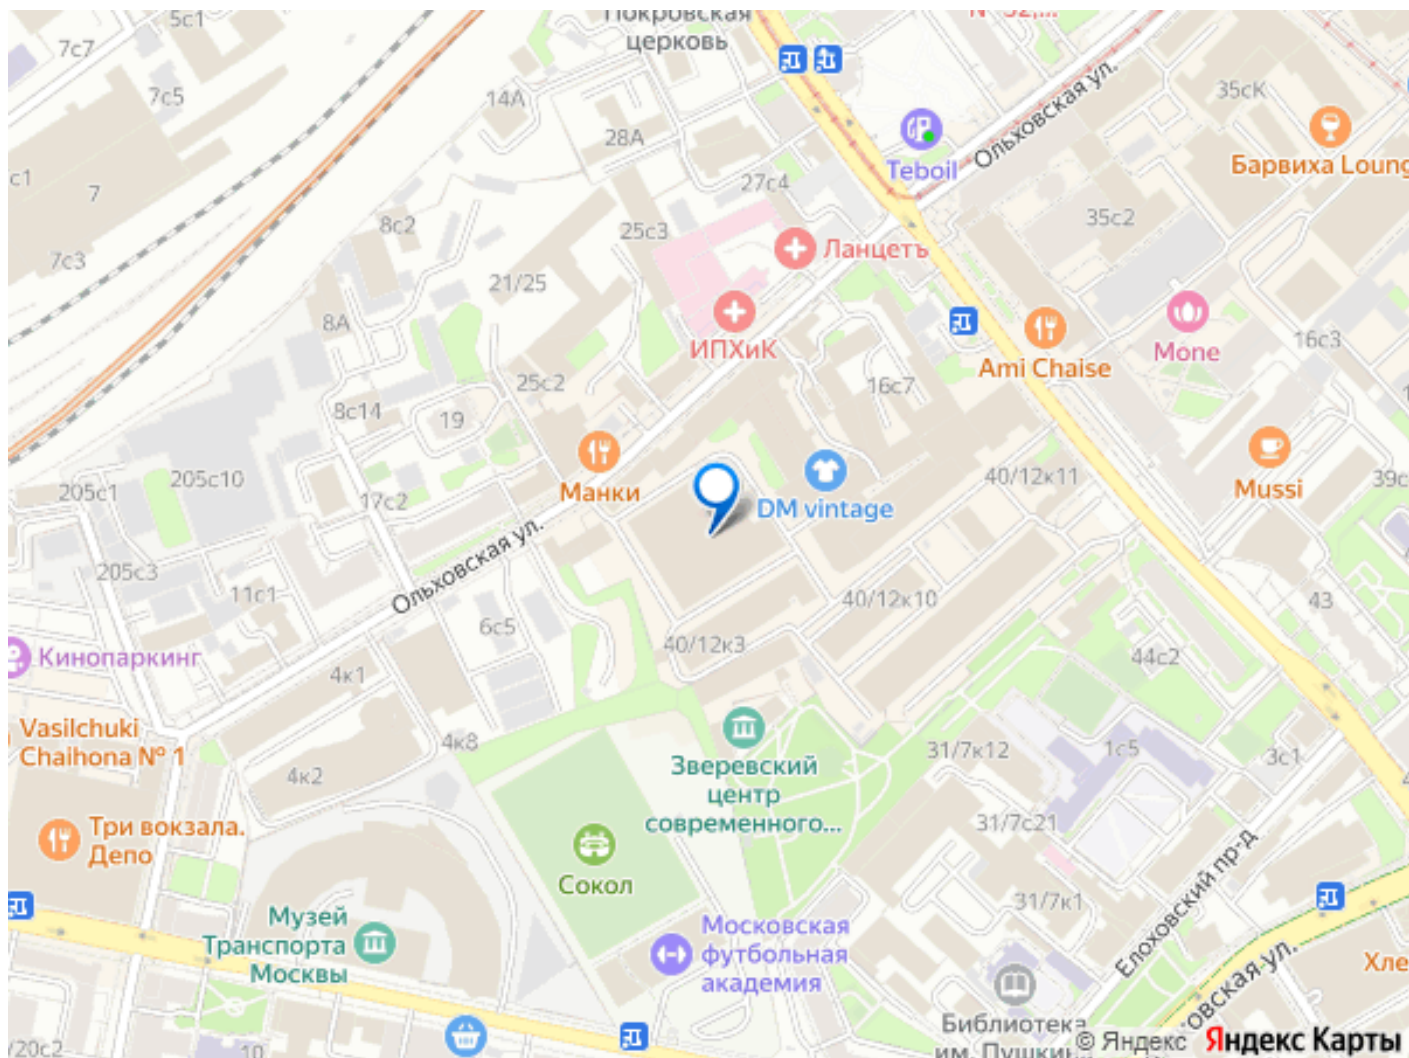 5с1
7с7
Покровская
церковь
7с5
14А
28А
35сК
Ольховская ул.
Teboil
Барвиха Loung
с1
7
27с4
8с2
25с3
35с2
Ланцетъ
7с3
21/25
8А
ИПХиК
Mone
16с3
Ami Chaise
25с2
16с7
8с14
19
205с10
205с1
17с2
Манки
DM vintage
40/12к11
Mussi
39с
Ольховская ул.
205с3
11с1
6с5
40/12к10
43
40/12к3
44с2
Кинопаркинг
4к1
Vasilchuki
Chaihona № 1
4к8
4к2
Зверевский
центр
современного...
31/7к12
1с5
3с1
Три вокзала.
Депо
31/7с21
Сокол
Елоховский пр-д
31/7к1
Музей
Транспорта
Москвы
Московская
футбольная
академия
Хле
овская ул.
Библиотека
им. Пушки
/20с2
10
© Яндекс Яндекс Карты